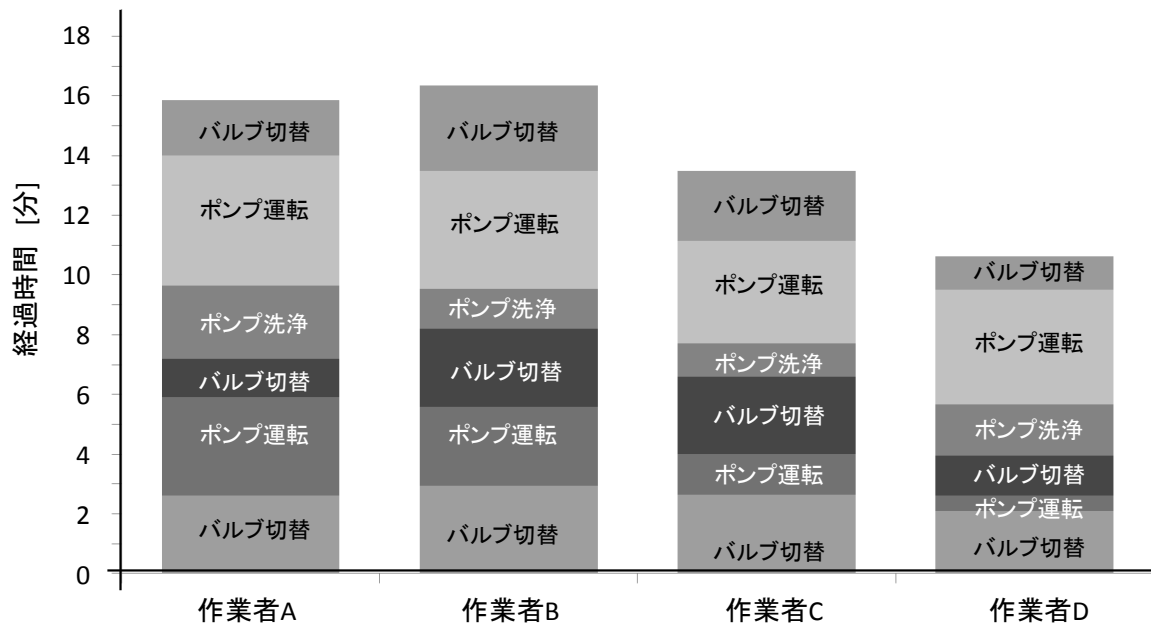 経過時間 [分]
18
16
14
12
10
8
6
4
2
0
バルブ切替
ポンプ運転
ポンプ洗浄
バルブ切替
ポンプ運転
バルブ切替
作業者A
バルブ切替
ポンプ運転
ポンプ洗浄
バルブ切替
ポンプ運転
バルブ切替
作業者B
バルブ切替
ポンプ運転
ポンプ洗浄
バルブ切替
ポンプ運転
バルブ切替
作業者C
バルブ切替
ポンプ運転
ポンプ洗浄
バルブ切替
ポンプ運転
バルブ切替
作業者D